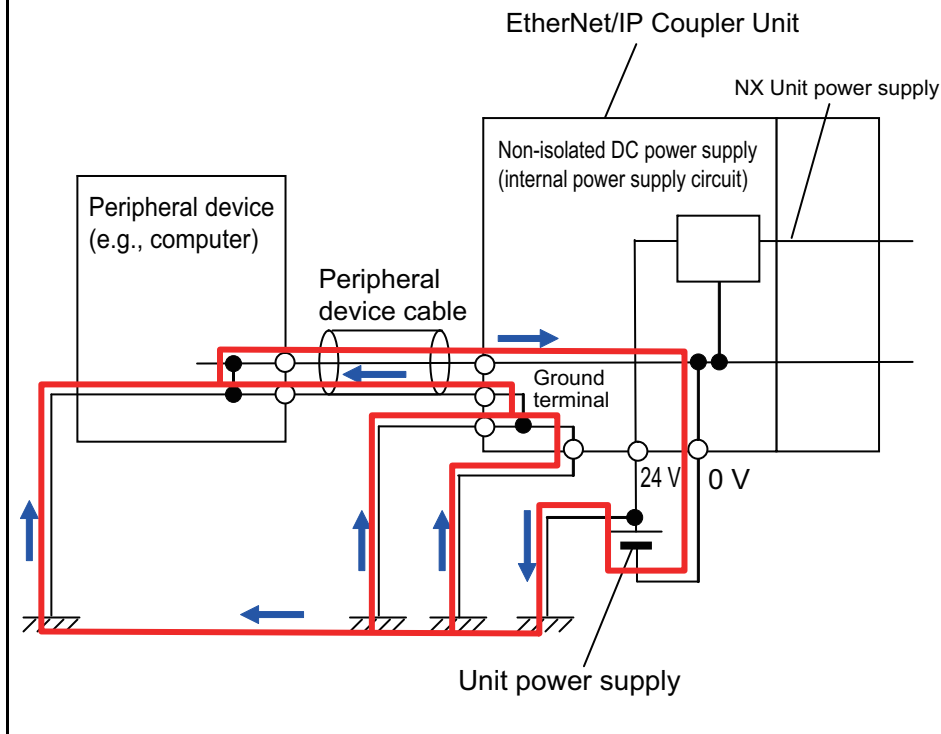 EtherNet/IP Coupler Unit
NX Unit power supply
Non-isolated DC power supply
(internal power supply circuit)
Peripheral device
(e.g., computer)
Peripheral
device cable
Ground
terminal
24 V
0 V
Unit power supply